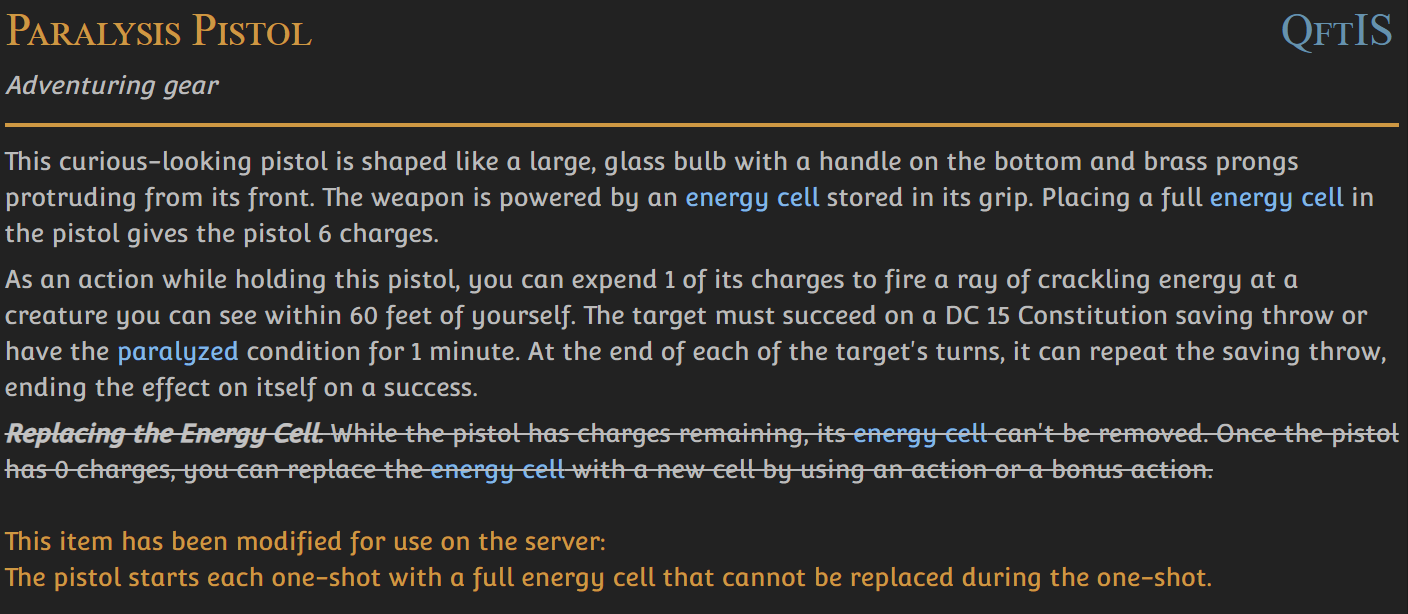 Paralysis Pistol QftIS
Adventuring gear
This curious-looking pistol is shaped like a large, glass bulb with a handle on the bottom and brass prongs
protruding from its front. The weapon is powered by an energy cell stored in its grip. Placing a full energy cell in
the pistol gives the pistol 6 charges.
As an action while holding this pistol, you can expend 1 of its charges to fire a ray of crackling energy at a
creature you can see within 60 feet of yourself. The target must succeed on a DC 15 Constitution saving throw or
have the paralyzed condition for 1 minute. At the end of each of the target's turns, it can repeat the saving throw,
ending the effect on itself on a success.
Replacing the Energy Cell. While the pistol has charges remaining, its energy cell can't be removed. Once the pistol
has 0 charges, you can replace the energy cell with a new cell by using an action or a bonus action.
This item has been modified for use on the server:
The pistol starts each one-shot with a full energy cell that cannot be replaced during the one-shot.